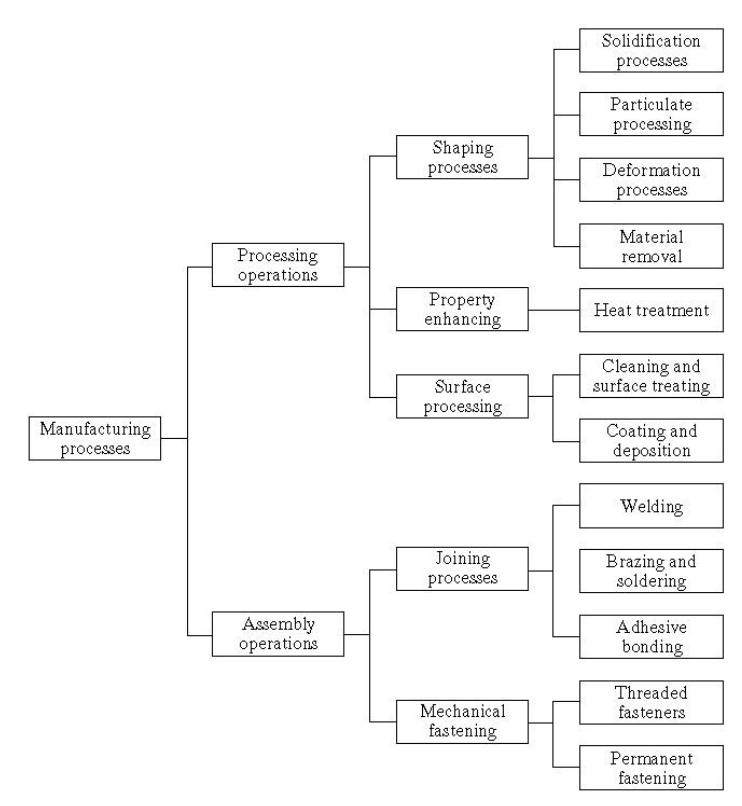 Solidification
processes
Particulate
processing
Shaping
processes
Deformation
processes
Material
removal
Processing
operations
Property
enhancing
Heat treatment
Surface
processing
Cleaning and
surface treating
Coating and
deposition
Manufacturing
processes
Welding
Joining
processes
Brazing and
soldering
Assembly
operations
Adhesive
bonding
Mechanical
fastening
Threaded
fasteners
Permanent
fastening